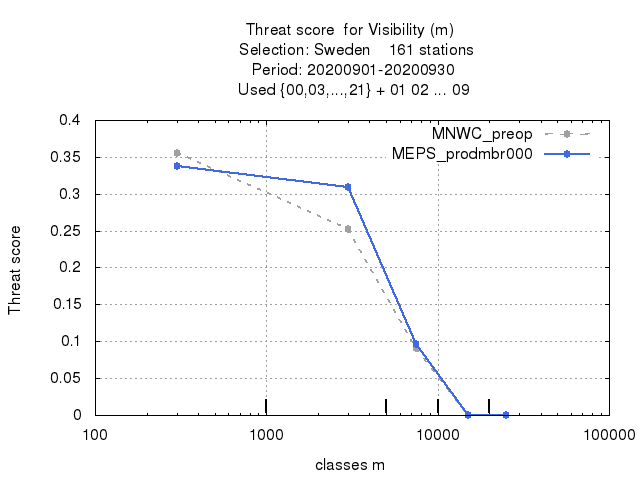 Threat score  for Visibility (m)
Selection: Sweden    161 stations
Period: 20200901-20200930
Used {00,03,...,21} + 01 02 ... 09
MNWC_preop
MEPS_prodmbr000
Threat score
0.4
0.35
0.3
0.25
0.2
0.15
0.1
0.05
0
100 1000 10000 100000
classes m